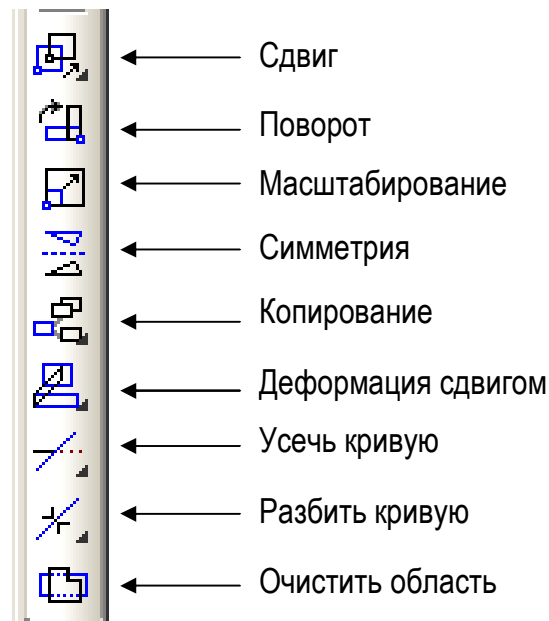 Сдвиг
Поворот
Масштабирование
Симметрия
Копирование
Деформация сдвигом
Усечь кривую
Разбить кривую
Очистить область